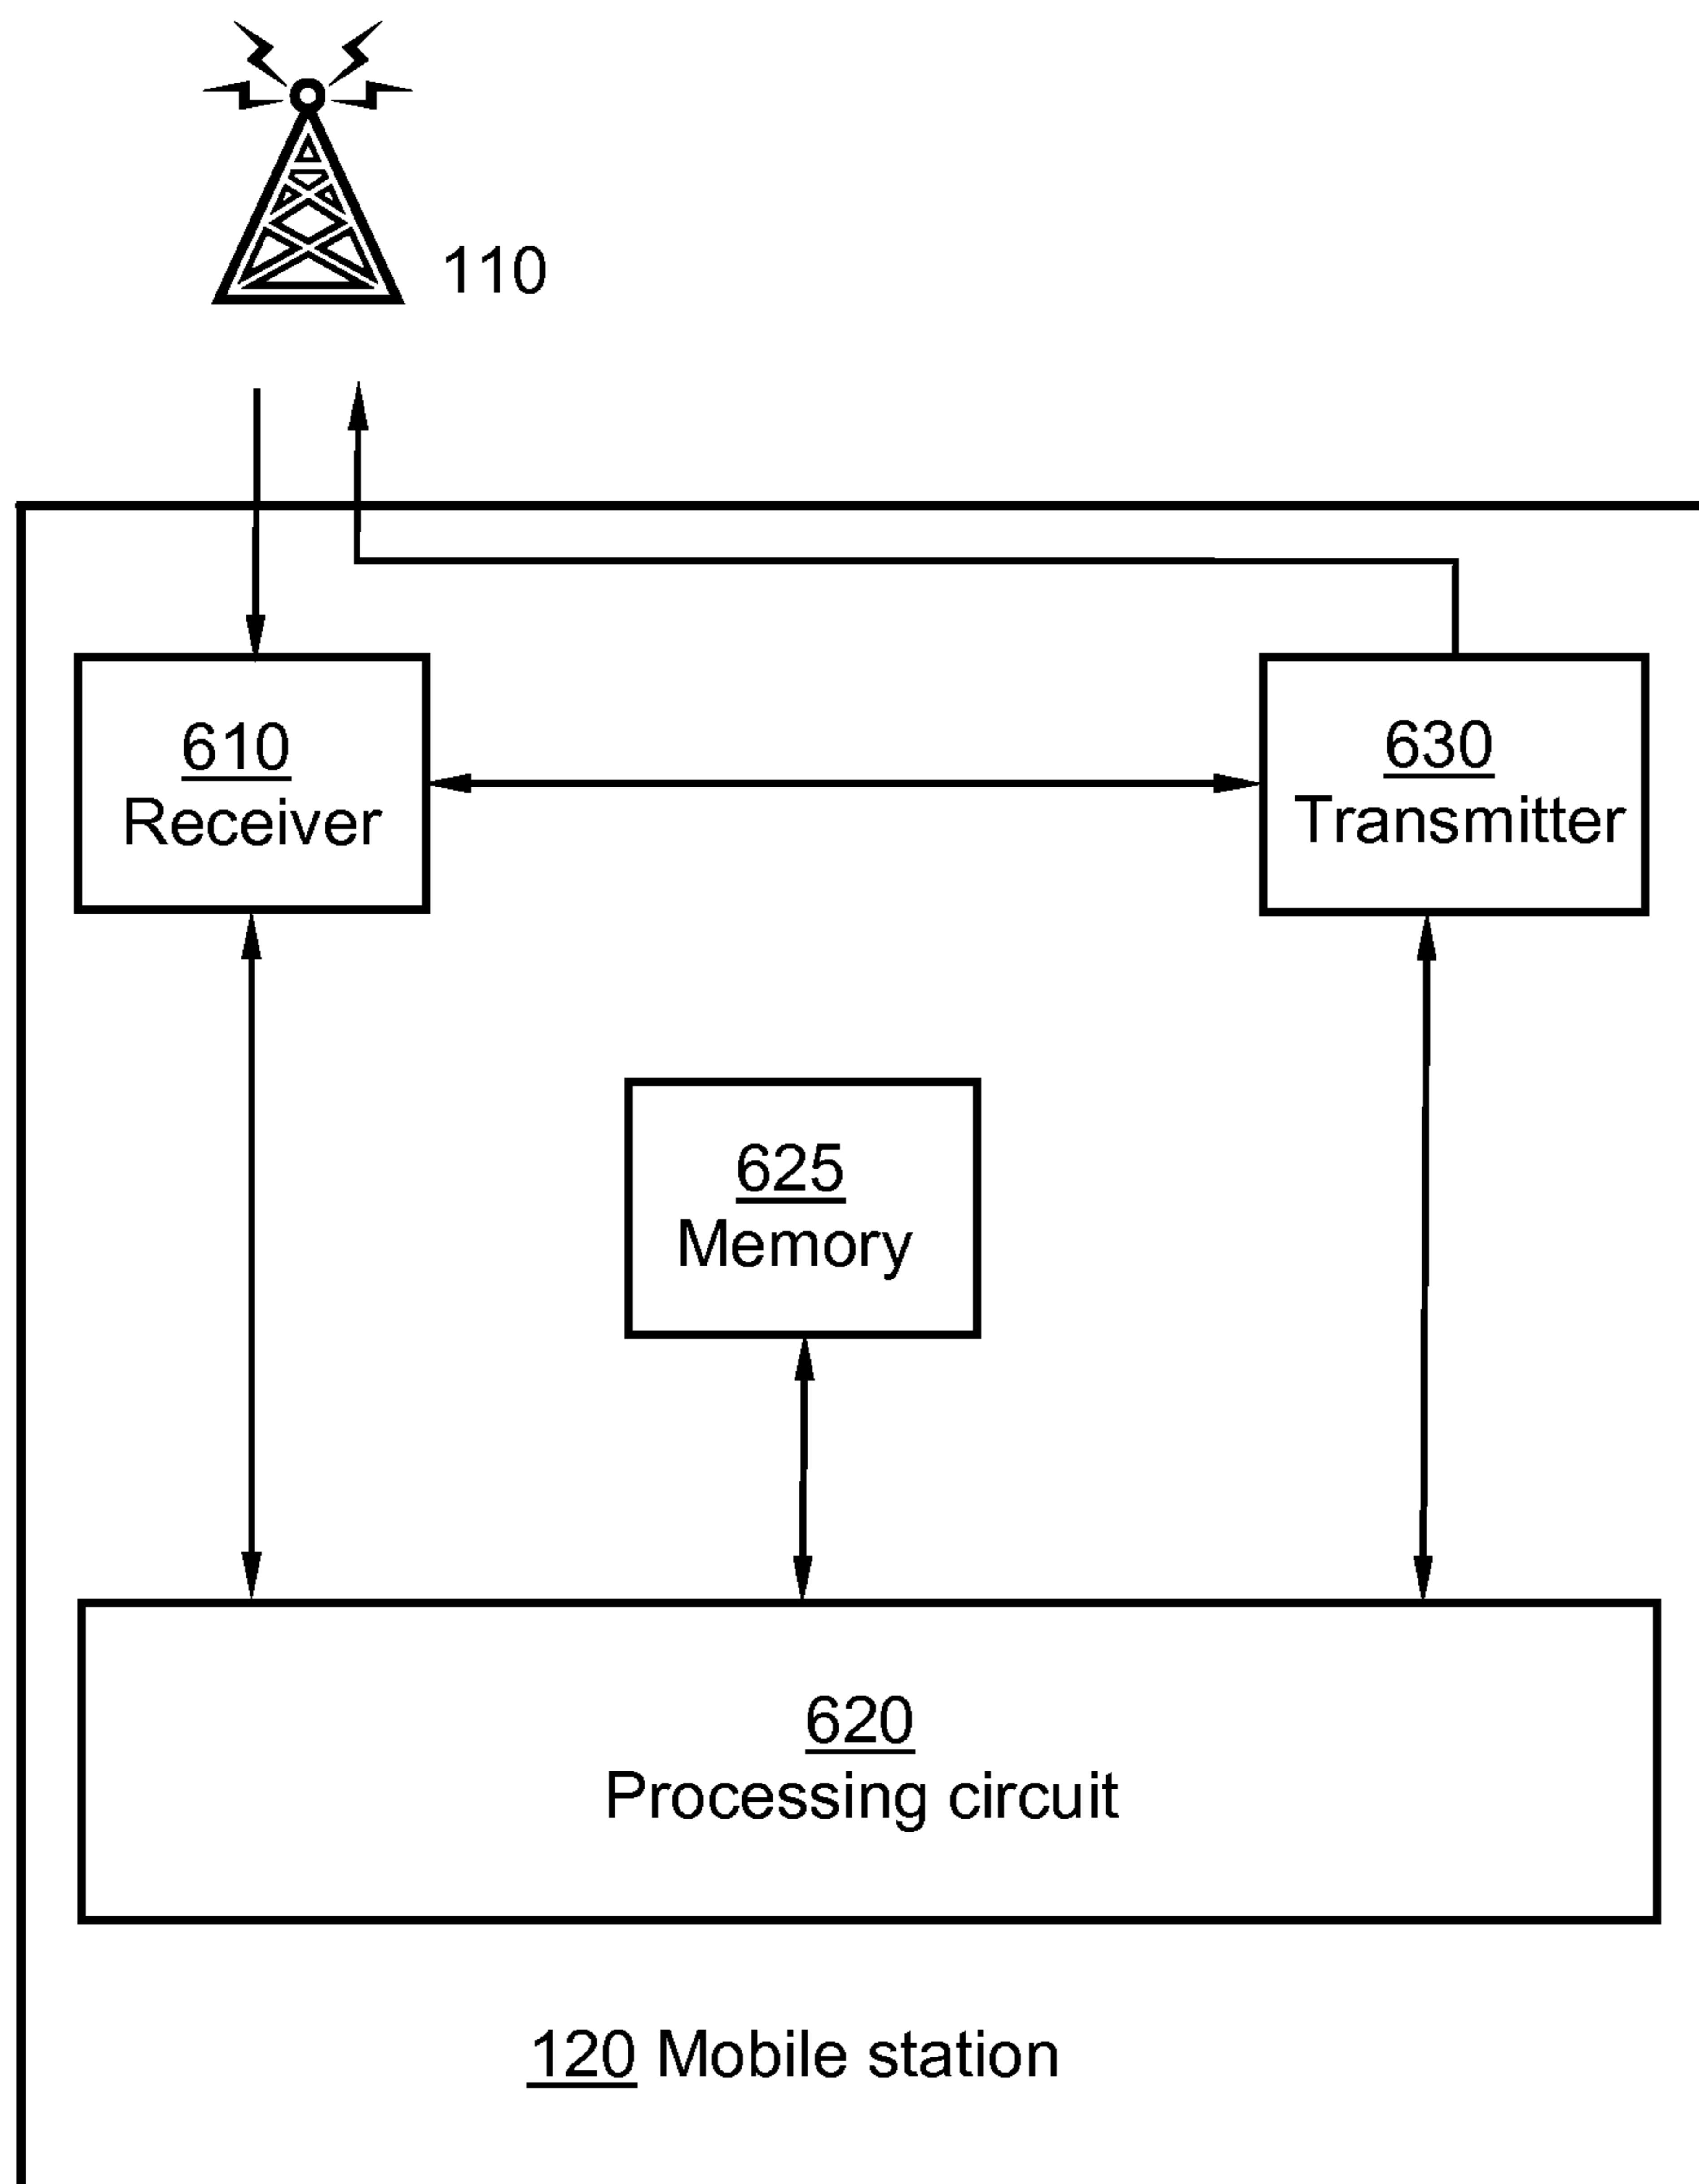 110
610
Receiver
630
Transmitter
625
Memory
620
Processing circuit
120 Mobile station